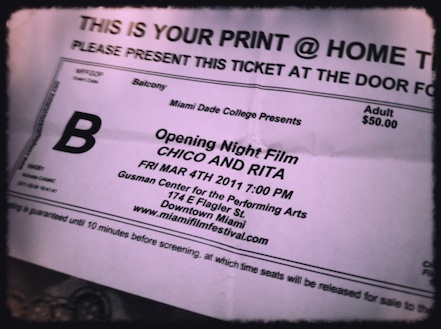 THIS IS YOUR PRINT @ HOME
PLEASE PRESENT THIS TICKET AT THE DOOR
Balcony
Adult
$50.00
Miami Dade College Presents
B
Opening Night Film
CHICO AND RITA
FRI MAR 4TH 2011 7:00 PM
Gusman Center for the Performing Arts
174 E Flagler St.
Downtown Miami
www.miamifilmfestival.com
is guaranteed until 10 minutes before screening, at which time seats will be released for sale to